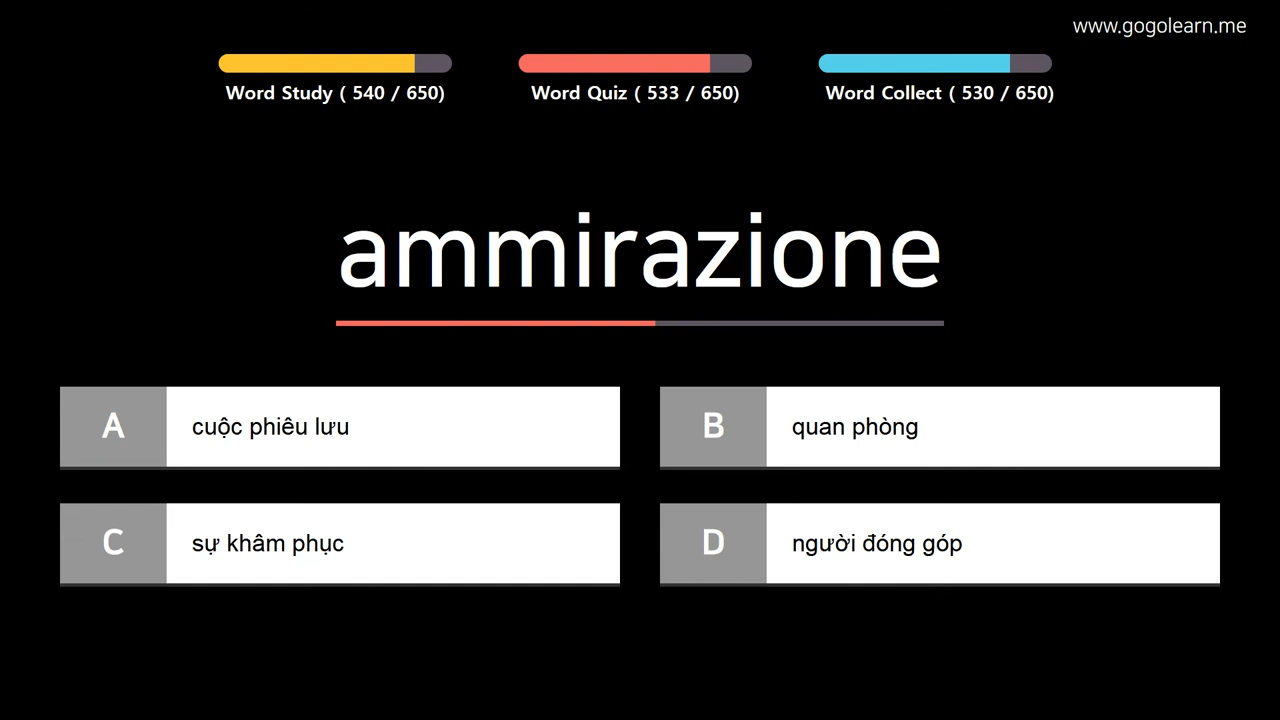 www.gogolearn.me
Word Study ( 540 / 650)
Word Quiz ( 533 / 650)
Word Collect ( 530 / 650)
ammirazione
A
cuộc phiêu lưu
B
quan phòng
C
sự khâm phục
D
người đóng góp